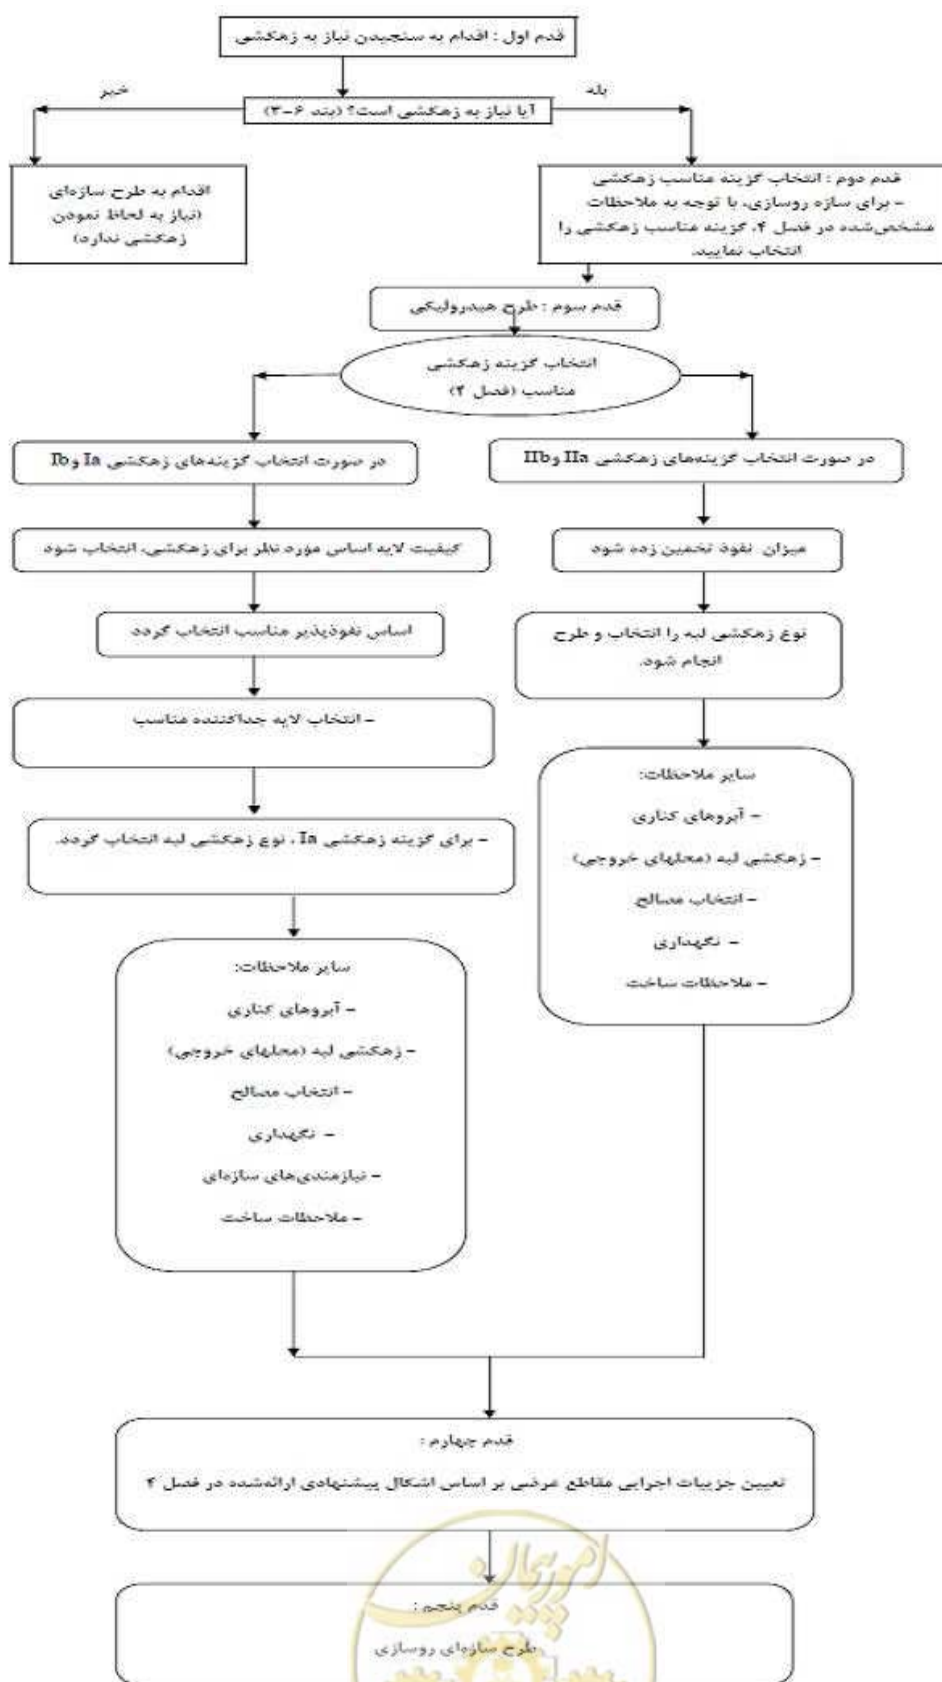 قدم اول : اقدام به سنجیدن نیاز به زهکشی
بله
خیر
آیا نیاز به زهکشی است؟ (بند ۶-۳)
قدم دوم : انتخاب گزینه مناسب زهکشی
- برای سازه روسازی، با توجه به ملاحظات
مشخص‌شده در فصل ۴، گزینه مناسب زهکشی را
انتخاب نمایید.
اقدام به طرح سازه‌ای
(نیاز به لحاظ نمودن
زهکشی ندارد)
قدم سوم : طرح هیدرولیکی
انتخاب گزینه زهکشی
مناسب (فصل ۴)
در صورت انتخاب گزینه‌های زهکشی IIa وIIb
میزان نفوذ تخمین زده شود
نوع زهکشی لبه را انتخاب و طرح
انجام شود.
سایر ملاحظات:
- آبروهای کناری
- زهکشی لبه (محلهای خروجی)
- انتخاب مصالح
- نگهداری
- ملاحظات ساخت
در صورت انتخاب گزینه‌های زهکشی Ia وIb
کیفیت لایه اساس مورد نظر برای زهکشی، انتخاب شود
اساس نفوذپذیر مناسب انتخاب گردد
- انتخاب لایه جداکننده مناسب
- برای گزینه زهکشی Ia ، نوع زهکشی لبه انتخاب گردد.
سایر ملاحظات:
- آبروهای کناری
- زهکشی لبه (محلهای خروجی)
- انتخاب مصالح
- نگهداری
- نیازمندی‌های سازه‌ای
- ملاحظات ساخت
قدم چهارم :
تعیین جزییات اجرایی مقاطع عرضی بر اساس اشکال پیشنهادی ارائه‌شده در فصل ۴
قدم پنجم :
طرح سازه‌ای روسازی
امور پیمان